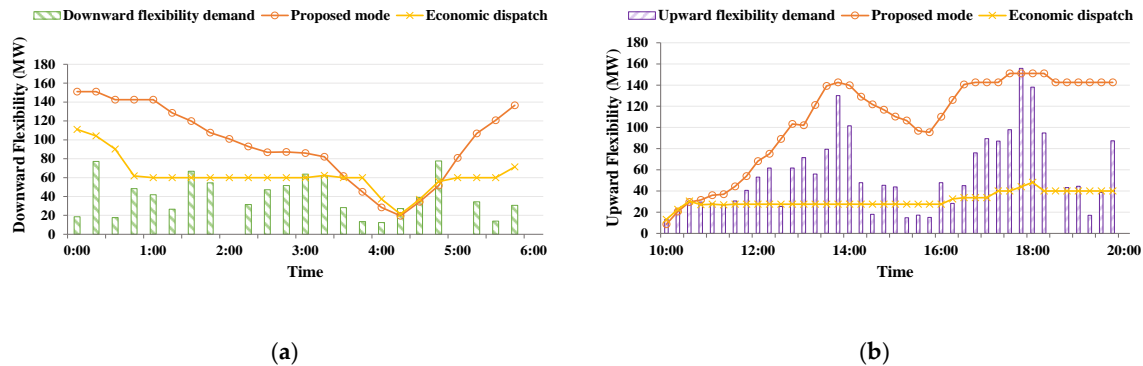 Downward flexibility demand Proposed mode Economic dispatch
Downward Flexibility (MW)
180
160
140
120
100
80
60
40
20
0
0:00 1:00 2:00 3:00 4:00 5:00 6:00
Time
(a)
Upward flexibility demand Proposed mode Economic dispatch
Upward Flexibility (MW)
180
160
140
120
100
80
60
40
20
0
10:00 12:00 14:00 16:00 18:00 20:00
Time
(b)